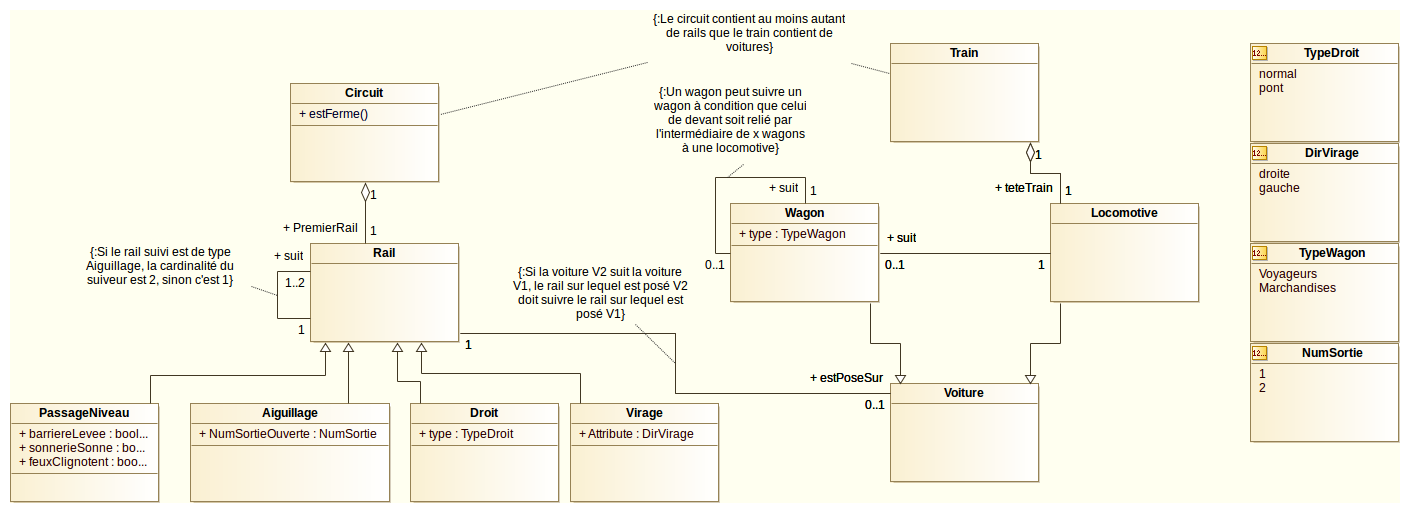 {:Le circuit contient au moins autant
de rails que le train contient de
voitures}
Train
12...
TypeDroit
normal
pont
Circuit
+ estFerme()
{:Un wagon peut suivre un
wagon à condition que celui
de devant soit relié par
l'intermédiaire de x wagons
à une locomotive}
1
12...
DirVirage
droite
gauche
1
+ suit
1
+ teteTrain
1
+ PremierRail
1
Wagon
+ type : TypeWagon
Locomotive
+ suit
0..1
0..1
1
12...
TypeWagon
Voyageurs
Marchandises
{:Si le rail suivi est de type
Aiguillage, la cardinalité du
suiveur est 2, sinon c'est 1}
+ suit
1..2
1
Rail
{:Si la voiture V2 suit la voiture
V1, le rail sur lequel est posé V2
doit suivre le rail sur lequel est
posé V1}
1
12...
NumSortie
1
2
+ estPoseSur
0..1
Voiture
PassageNiveau
+ barriereLevee : bool...
+ sonnerieSonne : bo...
+ feuxClignotent : boo...
Aiguillage
+ NumSortieOuverte : NumSortie
Droit
+ type : TypeDroit
Virage
+ Attribute : DirVirage